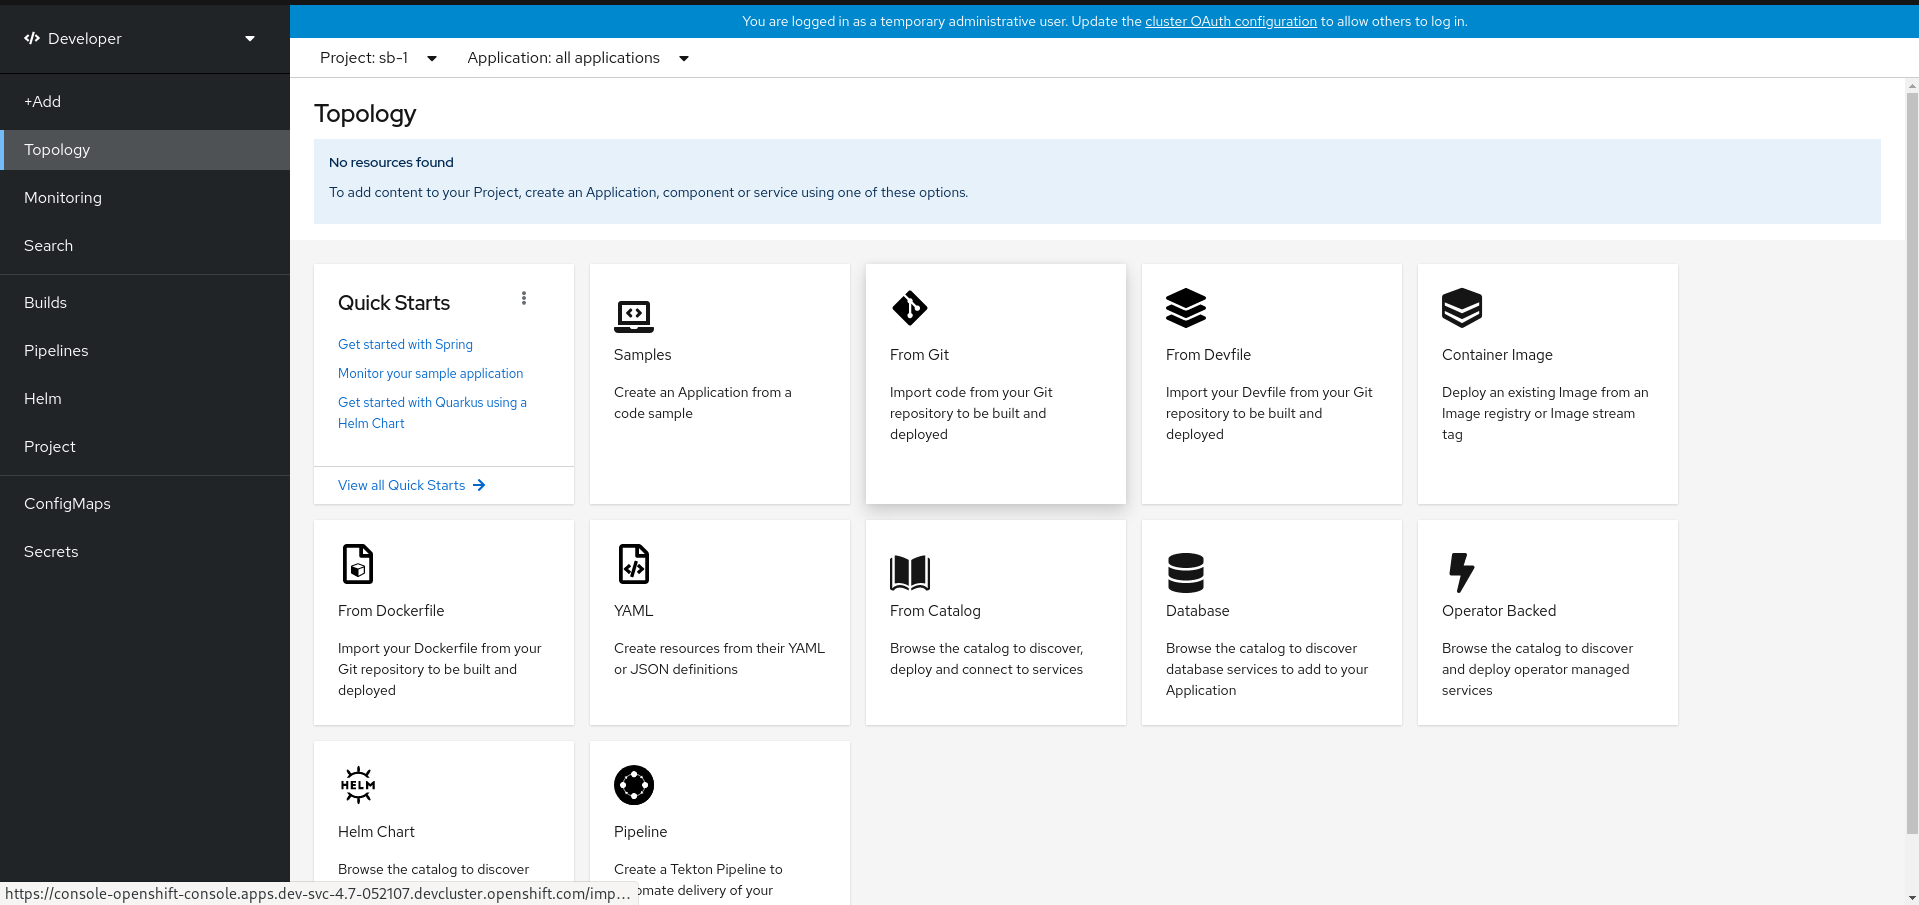 You are logged in as a temporary administrative user. Update the cluster OAuth configuration to allow others to log in.
Developer
+Add
Topology
Monitoring
Search
Builds
Pipelines
Helm
Project
ConfigMaps
Secrets
Project: sb-1
Application: all applications
Topology
No resources found
To add content to your Project, create an Application, component or service using one of these options.
Quick Starts
Get started with Spring
Monitor your sample application
Get started with Quarkus using a
Helm Chart
View all Quick Starts
Samples
Create an Application from a
code sample
From Git
Import code from your Git
repository to be built and
deployed
From Devfile
Import your Devfile from your Git
repository to be built and
deployed
Container Image
Deploy an existing Image from an
Image registry or Image stream
tag
From Dockerfile
Import your Dockerfile from your
Git repository to be built and
deployed
YAML
Create resources from their YAML
or JSON definitions
From Catalog
Browse the catalog to discover,
deploy and connect to services
Database
Browse the catalog to discover
database services to add to your
Application
Operator Backed
Browse the catalog to discover
and deploy operator managed
services
HELM
Helm Chart
Browse the catalog to discover
Pipeline
Create a Tekton Pipeline to
omate delivery of your
https://console-openshift-console.apps.dev-svc-4.7-052107.devcluster.openshift.com/imp...